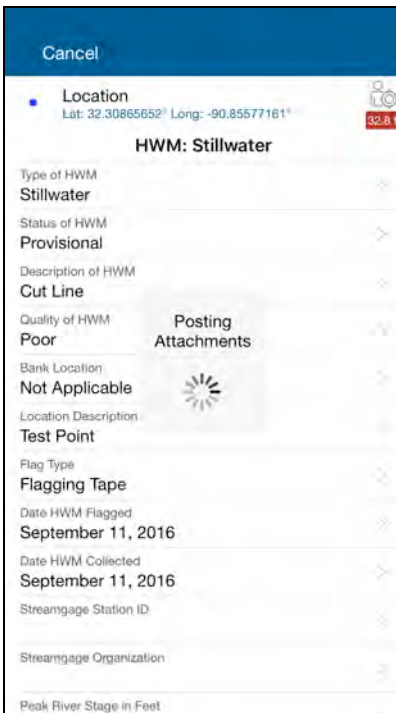 Cancel
Location
Lat: 32.30865652° Long: -90.85577161°
32.8 f
HWM: Stillwater
Type of HWM
Stillwater
Status of HWM
Provisional
Description of HWM
Cut Line
Quality of HWM
Poor
Posting
Attachments
Bank Location
Not Applicable
Location Description
Test Point
Flag Type
Flagging Tape
Date HWM Flagged
September 11, 2016
Date HWM Collected
September 11, 2016
Streamgage Station ID
Streamgage Organization
Peak River Stage in Feet